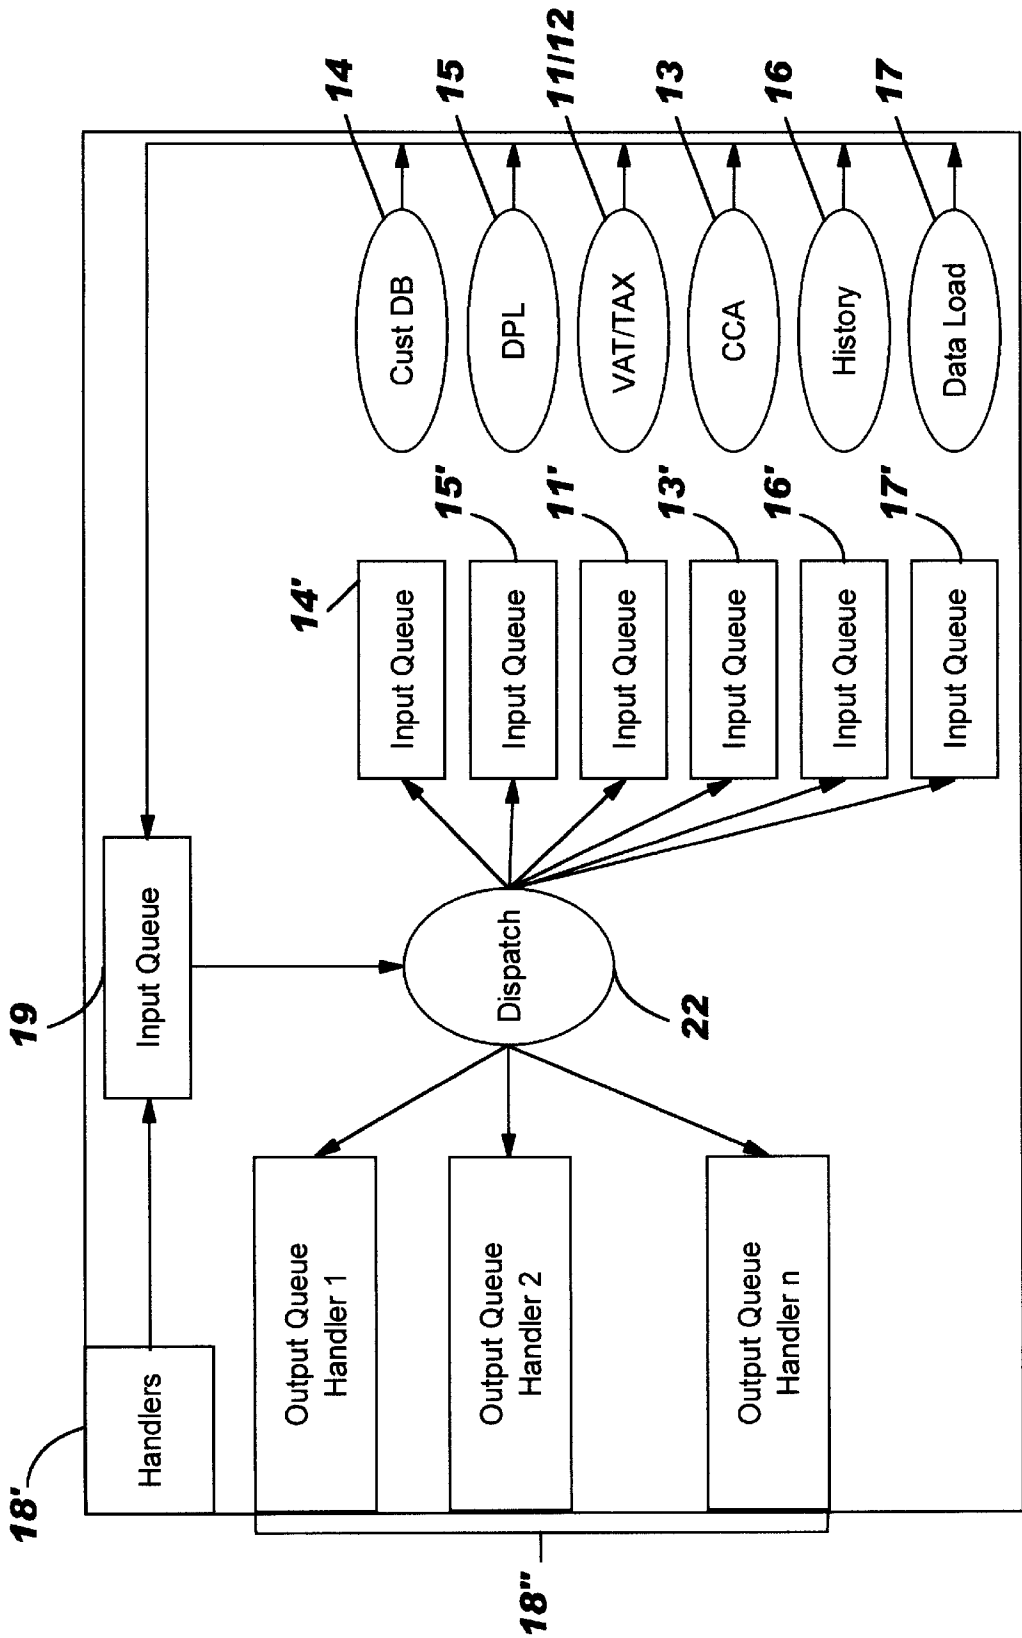 18'
Handlers
19
Input Queue
18"
Output Queue
Handler 1
Output Queue
Handler 2
Output Queue
Handler n
Dispatch
22
14'
Input Queue
15'
Input Queue
11'
Input Queue
13'
Input Queue
16'
Input Queue
17'
Input Queue
14
Cust DB
15
DPL
11/12
VAT/TAX
13
CCA
16
History
17
Data Load